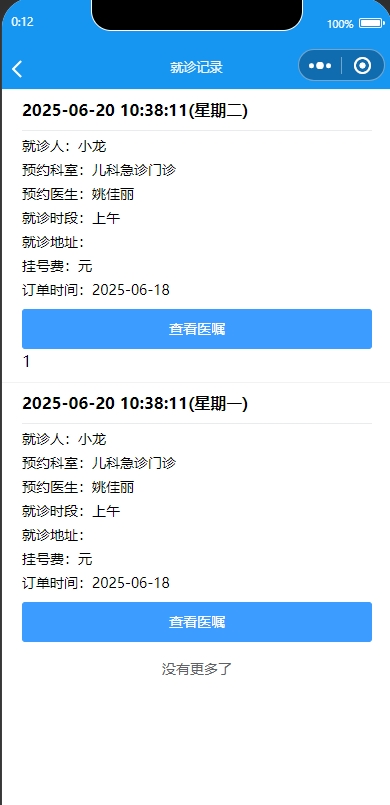 0:12
100%
就诊记录
2025-06-20 10:38:11(星期二)
就诊人：小龙
预约科室：儿科急诊门诊
预约医生：姚佳丽
就诊时段：上午
就诊地址：
挂号费：元
订单时间：2025-06-18
查看医嘱
1
2025-06-20 10:38:11(星期一)
就诊人：小龙
预约科室：儿科急诊门诊
预约医生：姚佳丽
就诊时段：上午
就诊地址：
挂号费：元
订单时间：2025-06-18
查看医嘱
没有更多了